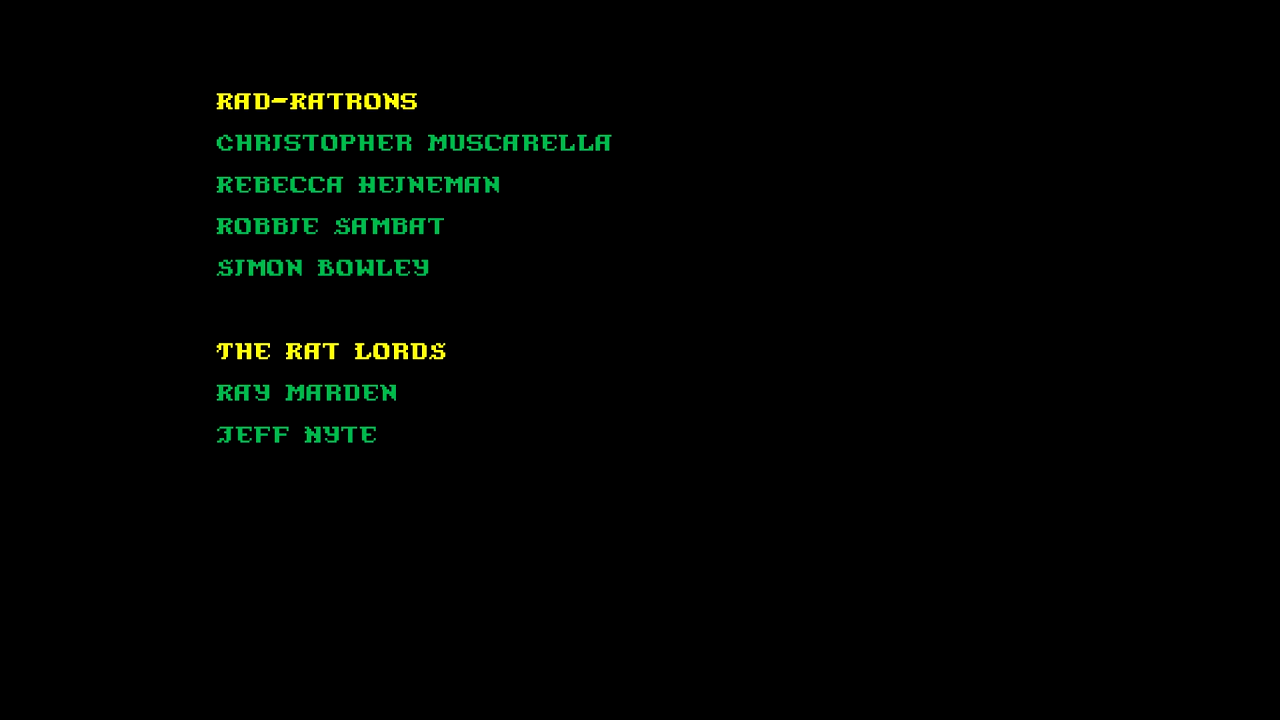 RAD-RATRONS
CHRISTOPHER MUSCARELLA
REBECCA HEINEMAN
ROBBIE SAMBAT
SIMON BOWLEY
THE RAT LORDS
RAY MARDEN
JEFF NYTE